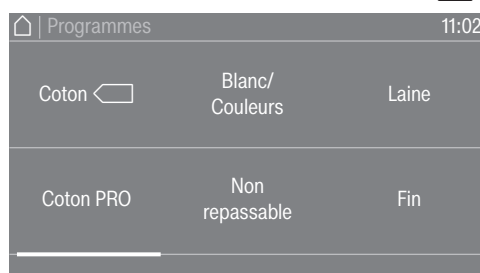 | Programmes 11:02
Coton
Blanc/
Couleurs
Laine
Coton PRO
Non
repassable
Fin